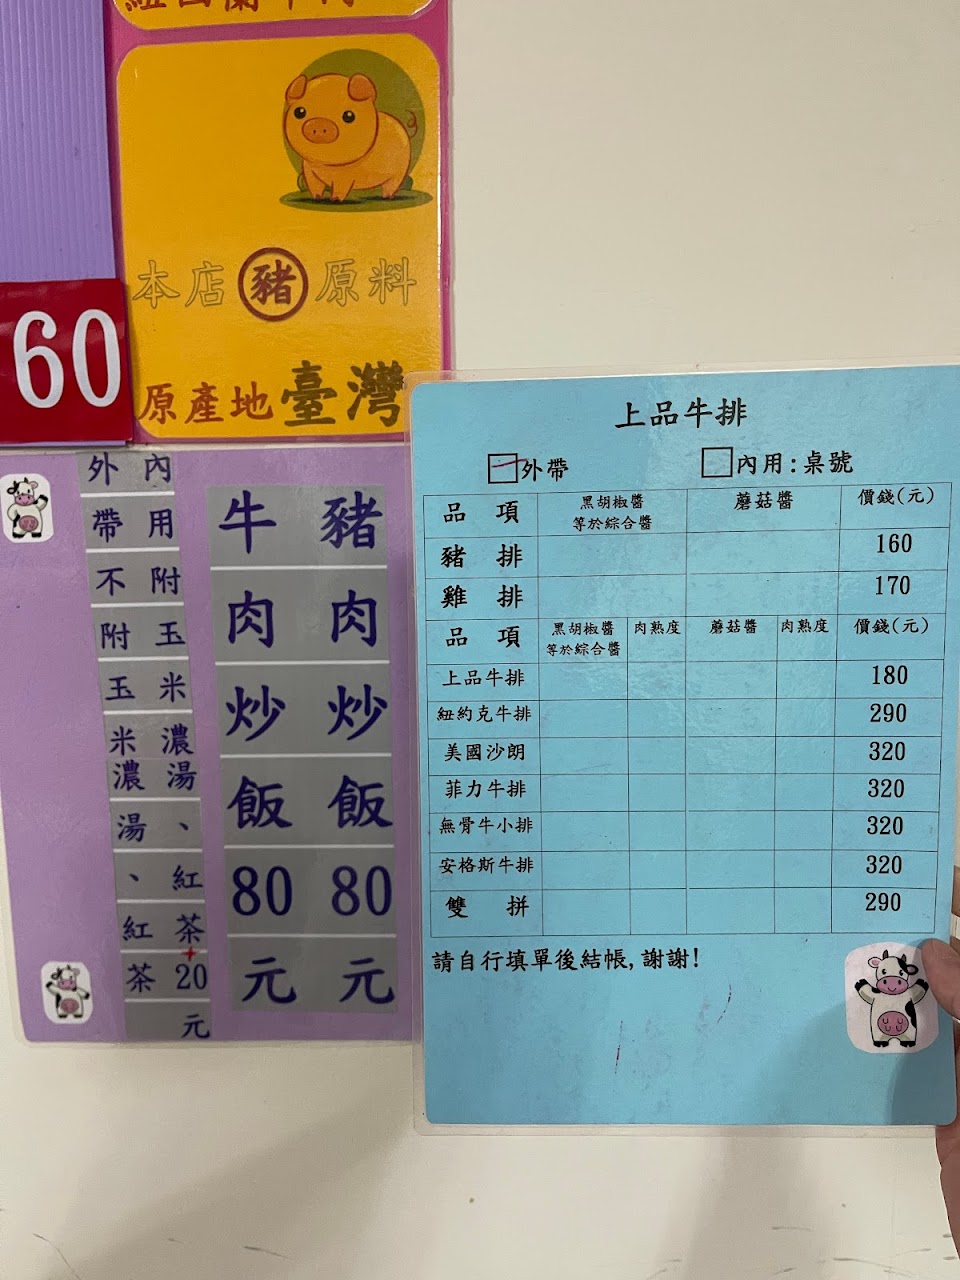 本店豬原料
原產地臺灣
60
豬肉炒飯80元
牛肉炒飯80元
內用附玉米濃湯、紅茶+20元
外帶不附玉米濃湯、紅茶
上品牛排
外帶 內用:桌號
品項 黑胡椒醬等於綜合醬 蘑菇醬 價錢(元)
豬排 160
雞排 170
品項 黑胡椒醬等於綜合醬 肉熟度 蘑菇醬 肉熟度 價錢(元)
上品牛排 180
紐約克牛排 290
美國沙朗 320
菲力牛排 320
無骨牛小排 320
安格斯牛排 320
雙拼 290
請自行填單後結帳,謝謝!